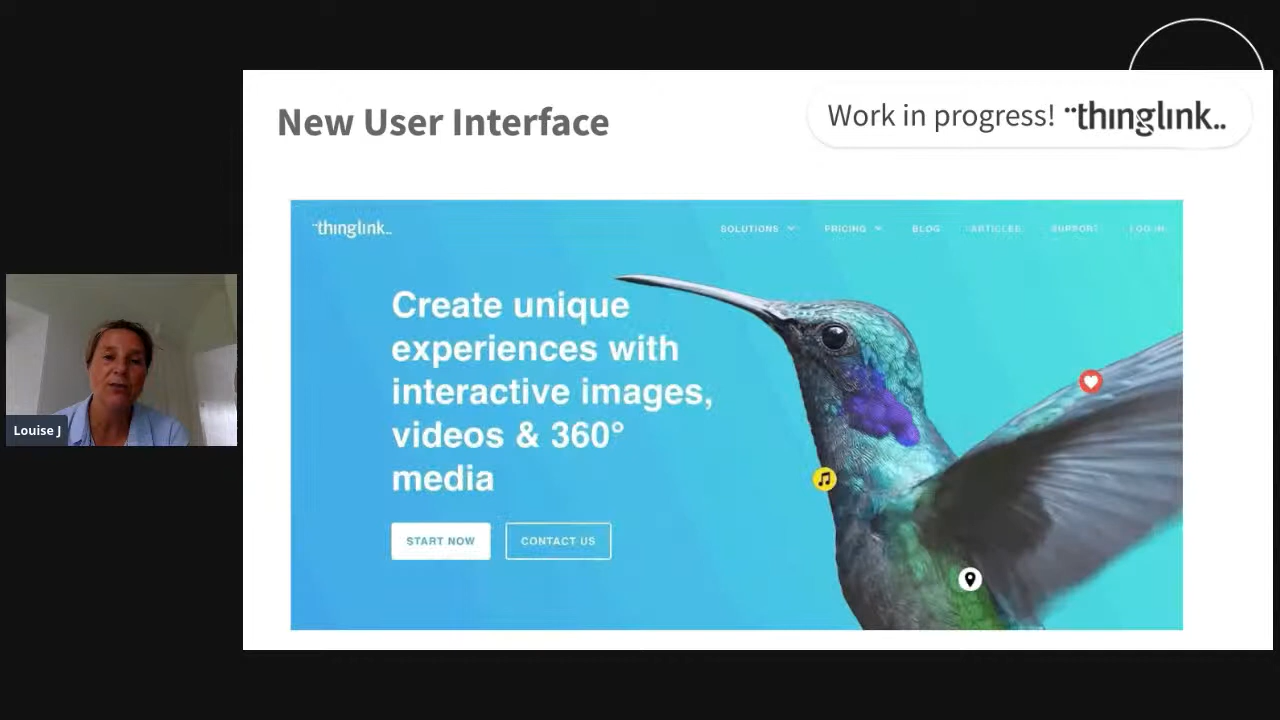 New User Interface
Work in progress! ¨thinglink..
¨thinglink..
SOLUTIONS PRICING BLOG ARTICLES SUPPORT LOG IN
Create unique
experiences with
interactive images,
videos & 360°
media
START NOW CONTACT US
Louise J